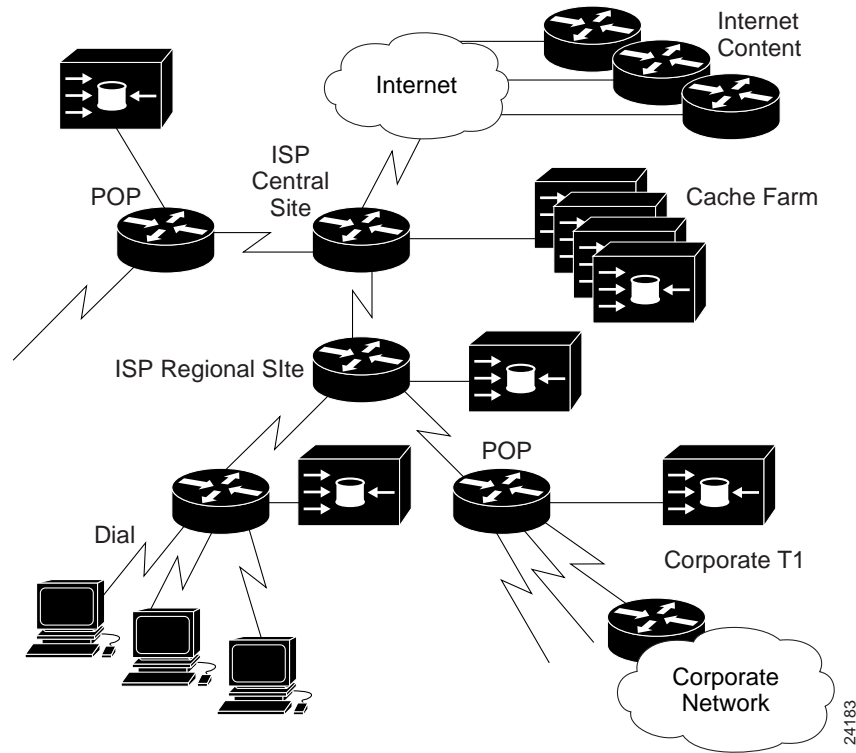 Internet
Content
Internet
ISP
Central
Site
POP
Cache Farm
ISP Regional SIte
POP
Dial
Corporate T1
Corporate
Network
24183